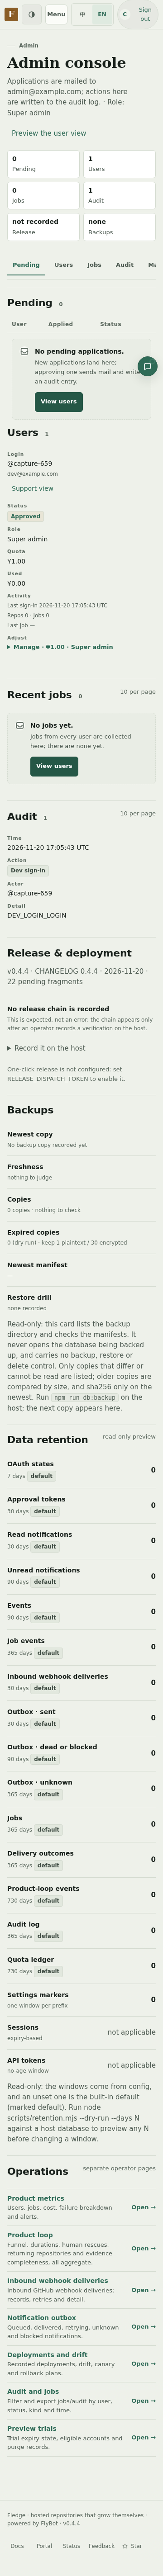 F Menu 中 EN C Sign out
Admin
Admin console
Applications are mailed to
admin@example.com; actions here
are written to the audit log. · Role:
Super admin
Preview the user view
0
Pending
1
Users
0
Jobs
1
Audit
not recorded
Release
none
Backups
Pending Users Jobs Audit
Pending 0
User Applied Status
No pending applications.
New applications land here;
approving one sends mail and writes
an audit entry.
View users
Users 1
Login
@capture-659
dev@example.com
Support view
Status
Approved
Role
Super admin
Quota
¥1.00
Used
¥0.00
Activity
Last sign-in 2026-11-20 17:05:43 UTC
Repos 0 · Jobs 0
Last job —
Adjust
Manage · ¥1.00 · Super admin
Recent jobs 0 10 per page
No jobs yet.
Jobs from every user are collected
here; there are none yet.
View users
Audit 1 10 per page
Time
2026-11-20 17:05:43 UTC
Action
Dev sign-in
Actor
@capture-659
Detail
DEV_LOGIN_LOGIN
Release & deployment
v0.4.4 · CHANGELOG 0.4.4 · 2026-11-20 ·
22 pending fragments
No release chain is recorded
This is expected, not an error: the chain appears only
after an operator records a verification on the host.
Record it on the host
One-click release is not configured: set
RELEASE_DISPATCH_TOKEN to enable it.
Backups
Newest copy
No backup copy recorded yet
Freshness
nothing to judge
Copies
0 copies · nothing to check
Expired copies
0 (dry run) · keep 1 plaintext / 30 encrypted
Newest manifest
—
Restore drill
none recorded
Read-only: this card lists the backup
directory and checks the manifests. It
never opens the database being backed
up, and carries no backup, restore or
delete control. Only copies that differ or
cannot be read are listed; older copies are
compared by size, and sha256 only on the
newest. Run npm run db:backup on the
host; the next copy appears here.
Data retention read-only preview
OAuth states
7 days default
0
Approval tokens
30 days default
0
Read notifications
30 days default
0
Unread notifications
90 days default
0
Events
90 days default
0
Job events
365 days default
0
Inbound webhook deliveries
30 days default
0
Outbox · sent
30 days default
0
Outbox · dead or blocked
90 days default
0
Outbox · unknown
365 days default
0
Jobs
365 days default
0
Delivery outcomes
365 days default
0
Product-loop events
730 days default
0
Audit log
365 days default
0
Quota ledger
730 days default
0
Settings markers
one window per prefix
0
Sessions
expiry-based
not applicable
API tokens
no-age-window
not applicable
Read-only: the windows come from config,
and an unset one is the built-in default
(marked default). Run node
scripts/retention.mjs --dry-run --days N
against a host database to preview any N
before changing a window.
Operations separate operator pages
Product metrics
Users, jobs, cost, failure breakdown
and alerts.
Open →
Product loop
Funnel, durations, human rescues,
returning repositories and evidence
completeness, all aggregate.
Open →
Inbound webhook deliveries
Inbound GitHub webhook deliveries:
records, retries and detail.
Open →
Notification outbox
Queued, delivered, retrying, unknown
and blocked notifications.
Open →
Deployments and drift
Recorded deployments, drift, canary
and rollback plans.
Open →
Audit and jobs
Filter and export jobs/audit by user,
status, kind and time.
Open →
Preview trials
Trial expiry state, eligible accounts and
purge records.
Open →
Fledge · hosted repositories that grow themselves ·
powered by FlyBot · v0.4.4
Docs Portal Status Feedback ☆ Star